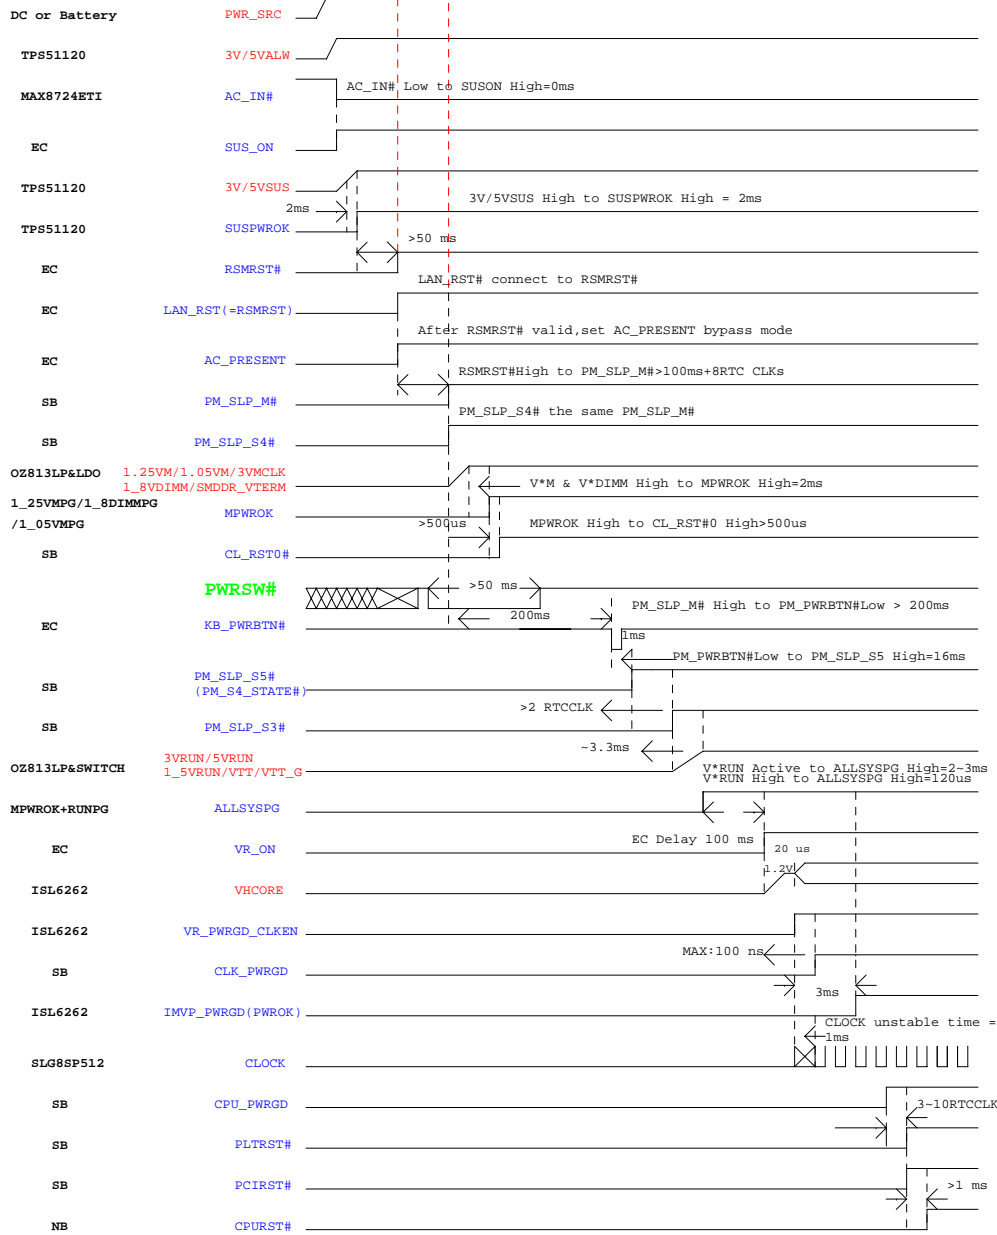 DC or Battery PWR_SRC
TPS51120 3V/5VALW
MAX8724ETI AC_IN# AC_IN# Low to SUSON High=0ms
EC SUS_ON
TPS51120 3V/5VSUS 3V/5VSUS High to SUSPWROK High = 2ms
2ms
TPS51120 SUSPWROK
>50 ms
EC RSMRST#
LAN_RST# connect to RSMRST#
EC LAN_RST(=RSMRST)
After RSMRST# valid,set AC_PRESENT bypass mode
EC AC_PRESENT
RSMRST#High to PM_SLP_M#>100ms+8RTC CLKs
SB PM_SLP_M#
PM_SLP_S4# the same PM_SLP_M#
SB PM_SLP_S4#
OZ813LP&LDO 1.25VM/1.05VM/3VMCLK
1_8VDIMM/SMDDR_VTERM V*M & V*DIMM High to MPWROK High=2ms
1_25VMPG/1_8DIMMPG
/1_05VMPG MPWROK
>500us MPWROK High to CL_RST#0 High>500us
SB CL_RST0#
PWRSW# >50 ms
200ms PM_SLP_M# High to PM_PWRBTN#Low > 200ms
EC KB_PWRBTN#
1ms
PM_PWRBTN#Low to PM_SLP_S5 High=16ms
SB PM_SLP_S5#
(PM_S4_STATE#)
>2 RTCCLK
SB PM_SLP_S3#
~3.3ms
OZ813LP&SWITCH 3VRUN/5VRUN
1_5VRUN/VTT/VTT_G
V*RUN Active to ALLSYSPG High=2~3ms
V*RUN High to ALLSYSPG High=120us
MPWROK+RUNPG ALLSYSPG
EC Delay 100 ms
EC VR_ON 20 us
1.2V
ISL6262 VHCORE
ISL6262 VR_PWRGD_CLKEN
MAX:100 ns
SB CLK_PWRGD
3ms
ISL6262 IMVP_PWRGD(PWROK)
CLOCK unstable time =
1ms
SLG8SP512 CLOCK
SB CPU_PWRGD 3~10RTCCLK
SB PLTRST#
SB PCIRST# >1 ms
NB CPURST#